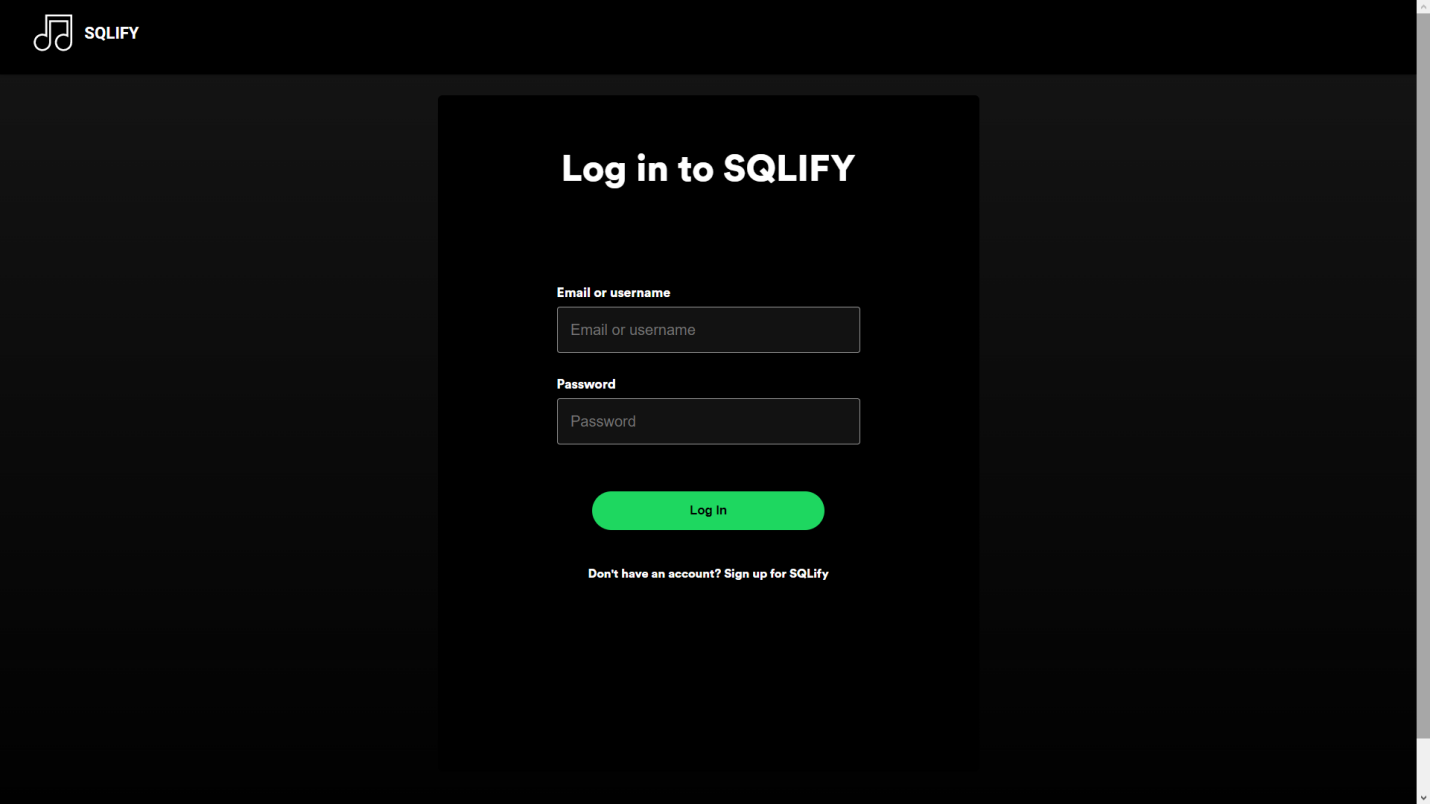 SQLIFY
Log in to SQLIFY
Email or username
Email or username
Password
Password
Log In
Don't have an account? Sign up for SQLify